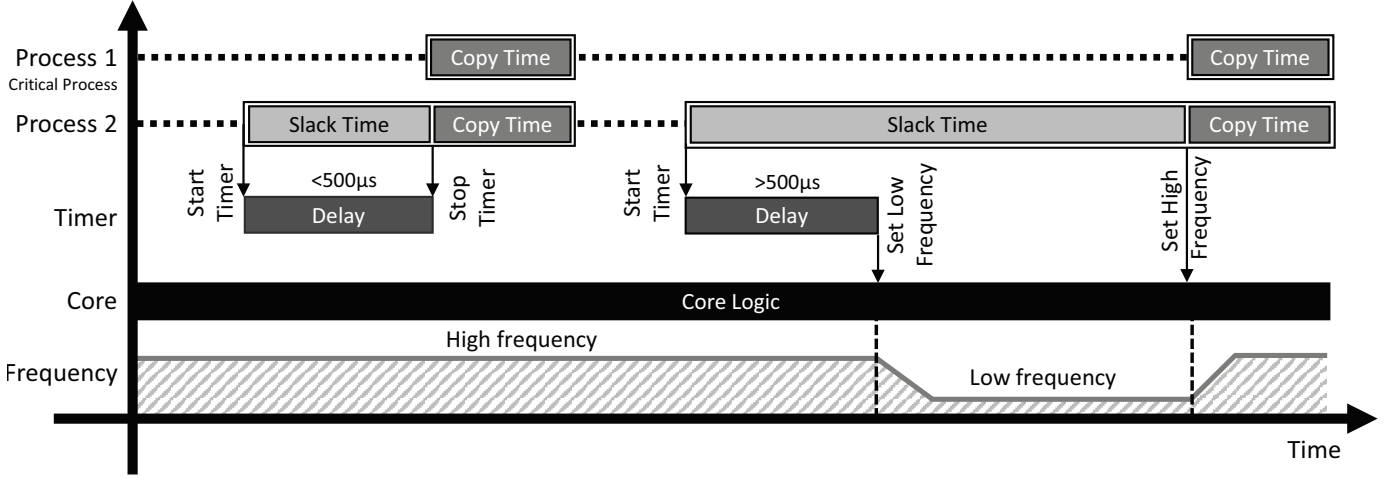 Process 1
Critical Process
Copy Time
Copy Time
Process 2
Slack Time
Copy Time
Slack Time
Copy Time
Start
Timer
<500µs
Stop
Timer
Start
Timer
>500µs
Set Low
Frequency
Set High
Frequency
Timer
Delay
Delay
Core
Core Logic
High frequency
Frequency
Low frequency
Time